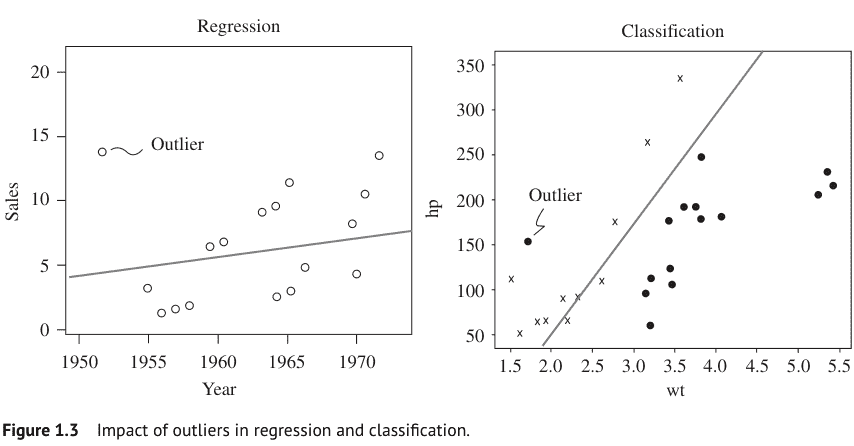 Regression
20
15
10
5
0
Sales
Outlier
1950 1955 1960 1965 1970
Year
Classification
350
300
250
200
150
100
50
hp
Outlier
1.5 2.0 2.5 3.0 3.5 4.0 5.0 5.5
wt
Figure 1.3 Impact of outliers in regression and classification.